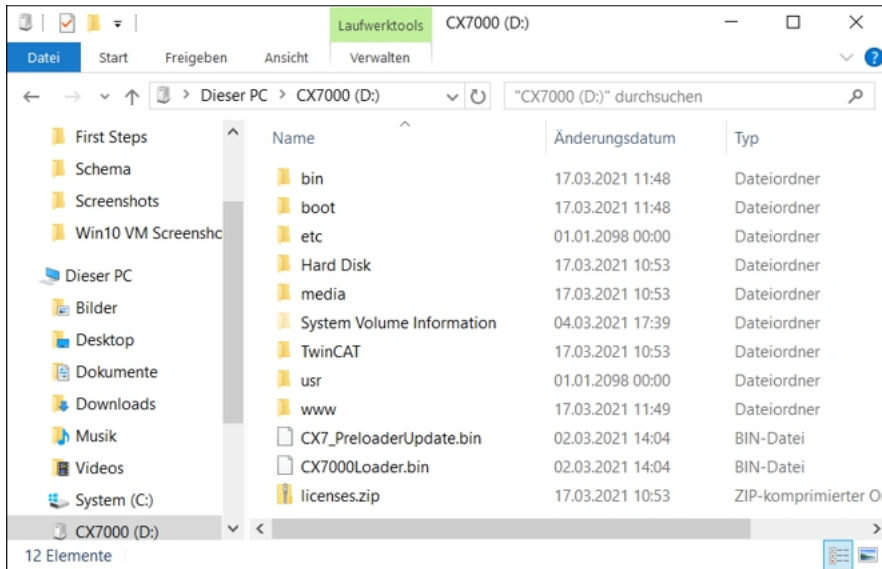 Laufwerktools CX7000 (D:)
Datei Start Freigeben Ansicht Verwalten ?
Dieser PC > CX7000 (D:) "CX7000 (D:)" durchsuchen
First Steps
Schema
Screenshots
Win10 VM Screenshc
Dieser PC
Bilder
Desktop
Dokumente
Downloads
Musik
Videos
System (C:)
CX7000 (D:)
Name Änderungsdatum Typ
bin 17.03.2021 11:48 Dateiordner
boot 17.03.2021 11:48 Dateiordner
etc 01.01.2098 00:00 Dateiordner
Hard Disk 17.03.2021 10:53 Dateiordner
media 17.03.2021 10:53 Dateiordner
System Volume Information 04.03.2021 17:39 Dateiordner
TwinCAT 17.03.2021 10:53 Dateiordner
usr 01.01.2098 00:00 Dateiordner
www 17.03.2021 11:49 Dateiordner
CX7_PreloaderUpdate.bin 02.03.2021 14:04 BIN-Datei
CX7000Loader.bin 02.03.2021 14:04 BIN-Datei
licenses.zip 17.03.2021 10:53 ZIP-komprimierter O
12 Elemente